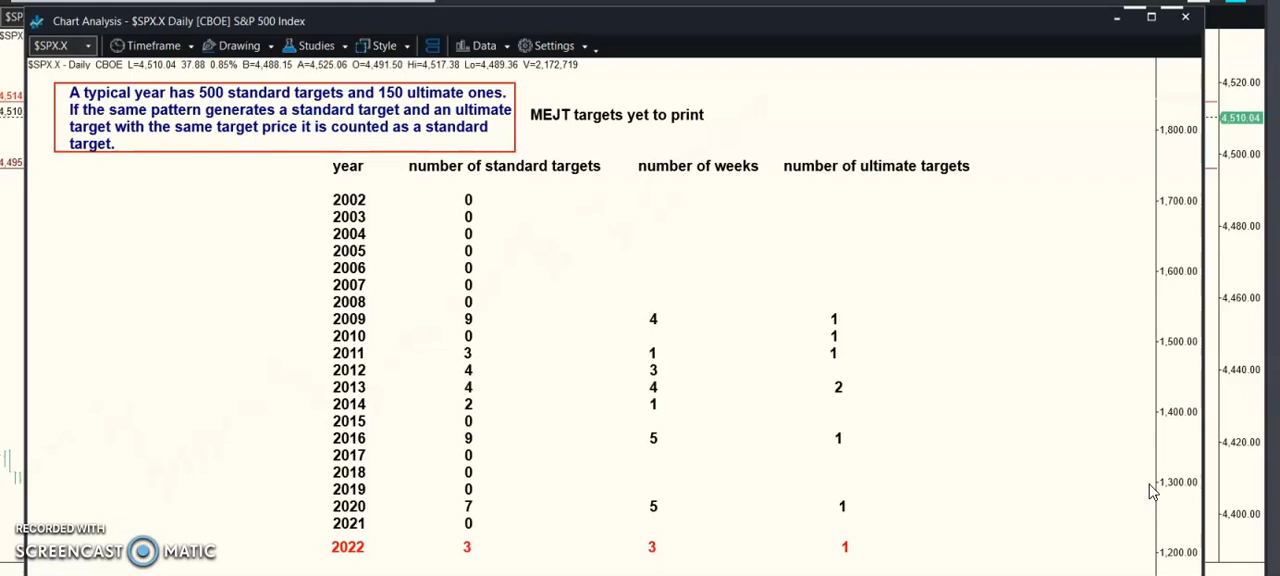 $SP
Chart Analysis - $SPX.X Daily [CBOE] S&P 500 Index
$SPX
$SPX.X Timeframe Drawing Studies Style Data Settings
$SPX.X - Daily CBOE L=4,510.04 37.88 0.85% B=4,488.15 A=4,525.06 O=4,491.50 Hi=4,517.38 Lo=4,489.36 V=2,172,719
A typical year has 500 standard targets and 150 ultimate ones.
If the same pattern generates a standard target and an ultimate
target with the same target price it is counted as a standard
target.
MEJT targets yet to print
year number of standard targets number of weeks number of ultimate targets
2002 0
2003 0
2004 0
2005 0
2006 0
2007 0
2008 0
2009 9 4 1
2010 0 1
2011 3 1 1
2012 4 3
2013 4 4 2
2014 2 1
2015 0
2016 9 5 1
2017 0
2018 0
2019 0
2020 7 5 1
2021 0
2022 3 3 1
4,514
4,510
4,495
1,800.00
1,700.00
1,600.00
1,500.00
1,400.00
1,300.00
1,200.00
4,520.00
4,510.04
4,500.00
4,480.00
4,460.00
4,440.00
4,420.00
4,400.00
RECORDED WITH
SCREENCAST MATIC